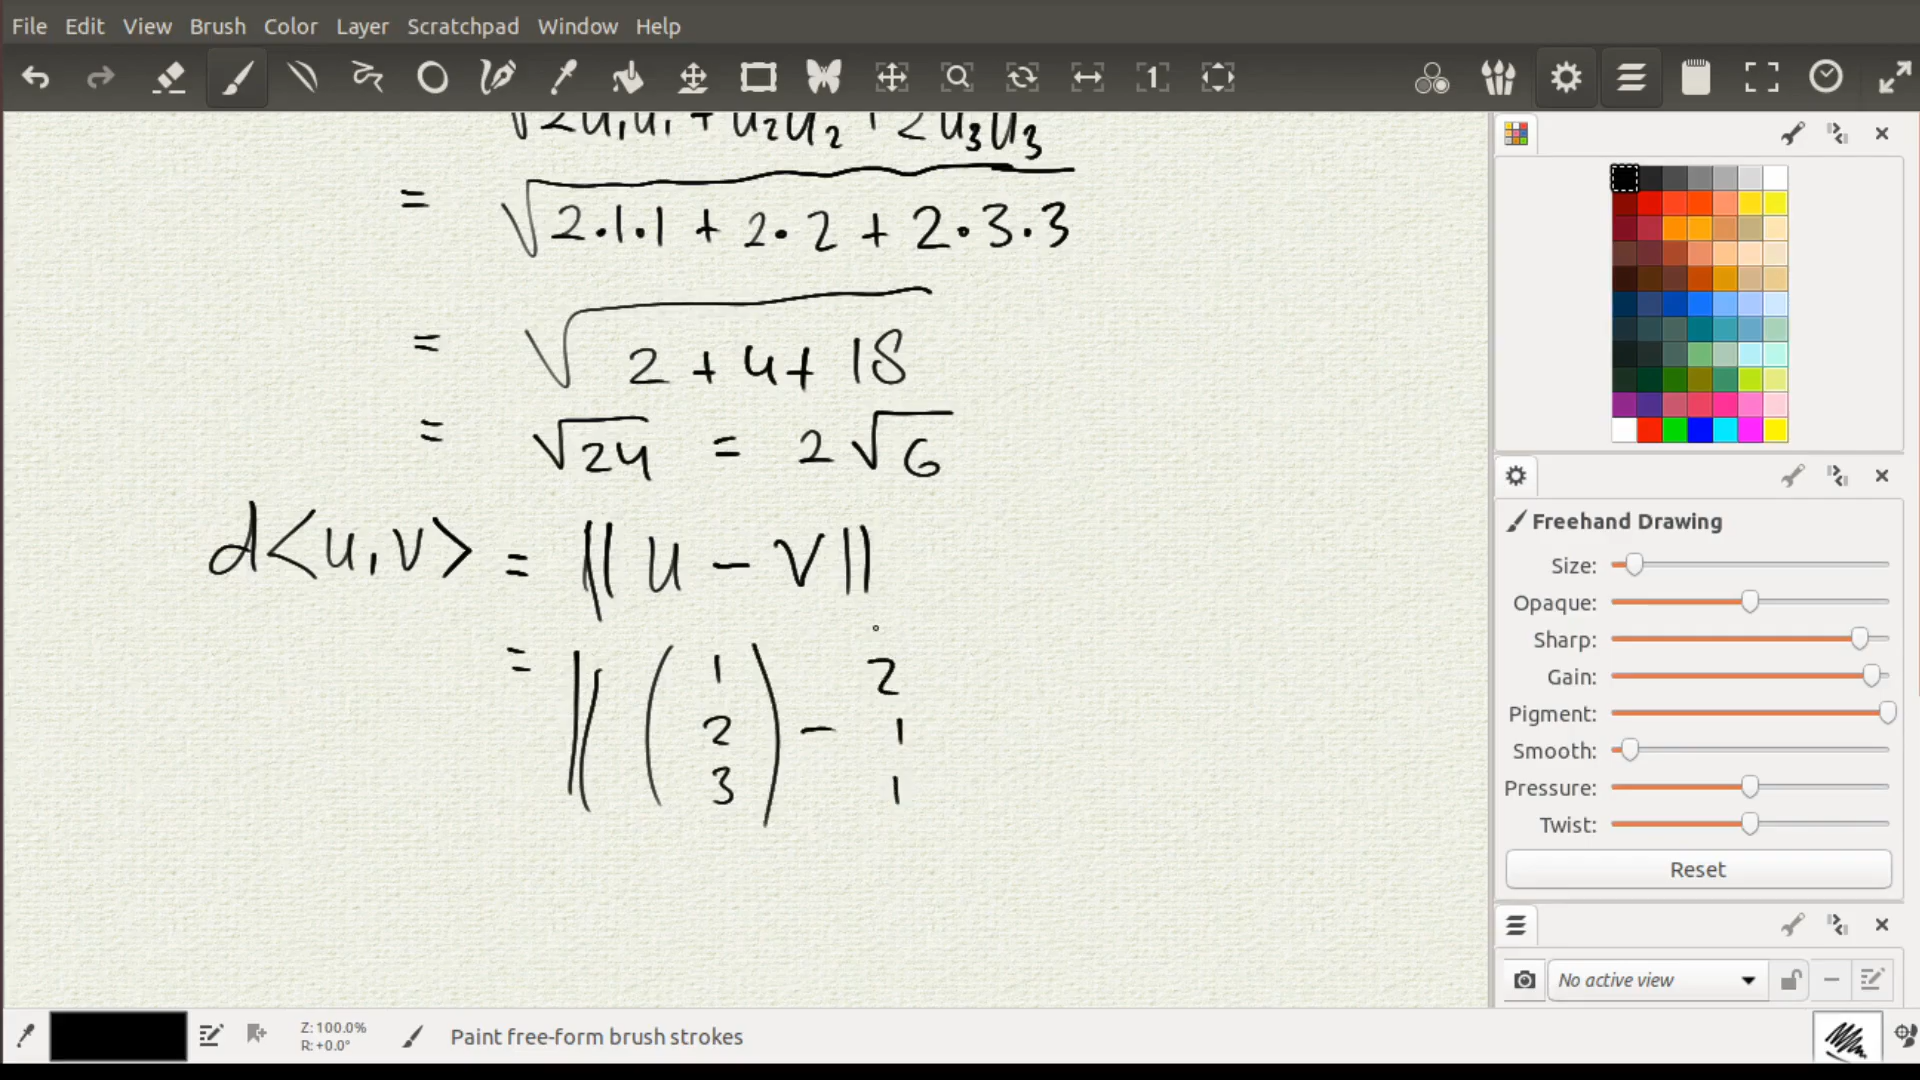 File Edit View Brush Color Layer Scratchpad Window Help
√2u₁u₁ + u₂u₂ + 2u₃u₃
= √2·1·1 + 2·2 + 2·3·3
= √2 + 4 + 18
= √24 = 2√6
d<u,v> = || u - v ||
= || ( 1 2
2 ) - 1
3 1
Freehand Drawing
Size:
Opaque:
Sharp:
Gain:
Pigment:
Smooth:
Pressure:
Twist:
Reset
No active view
Z: 100.0%
R: +0.0°
Paint free-form brush strokes